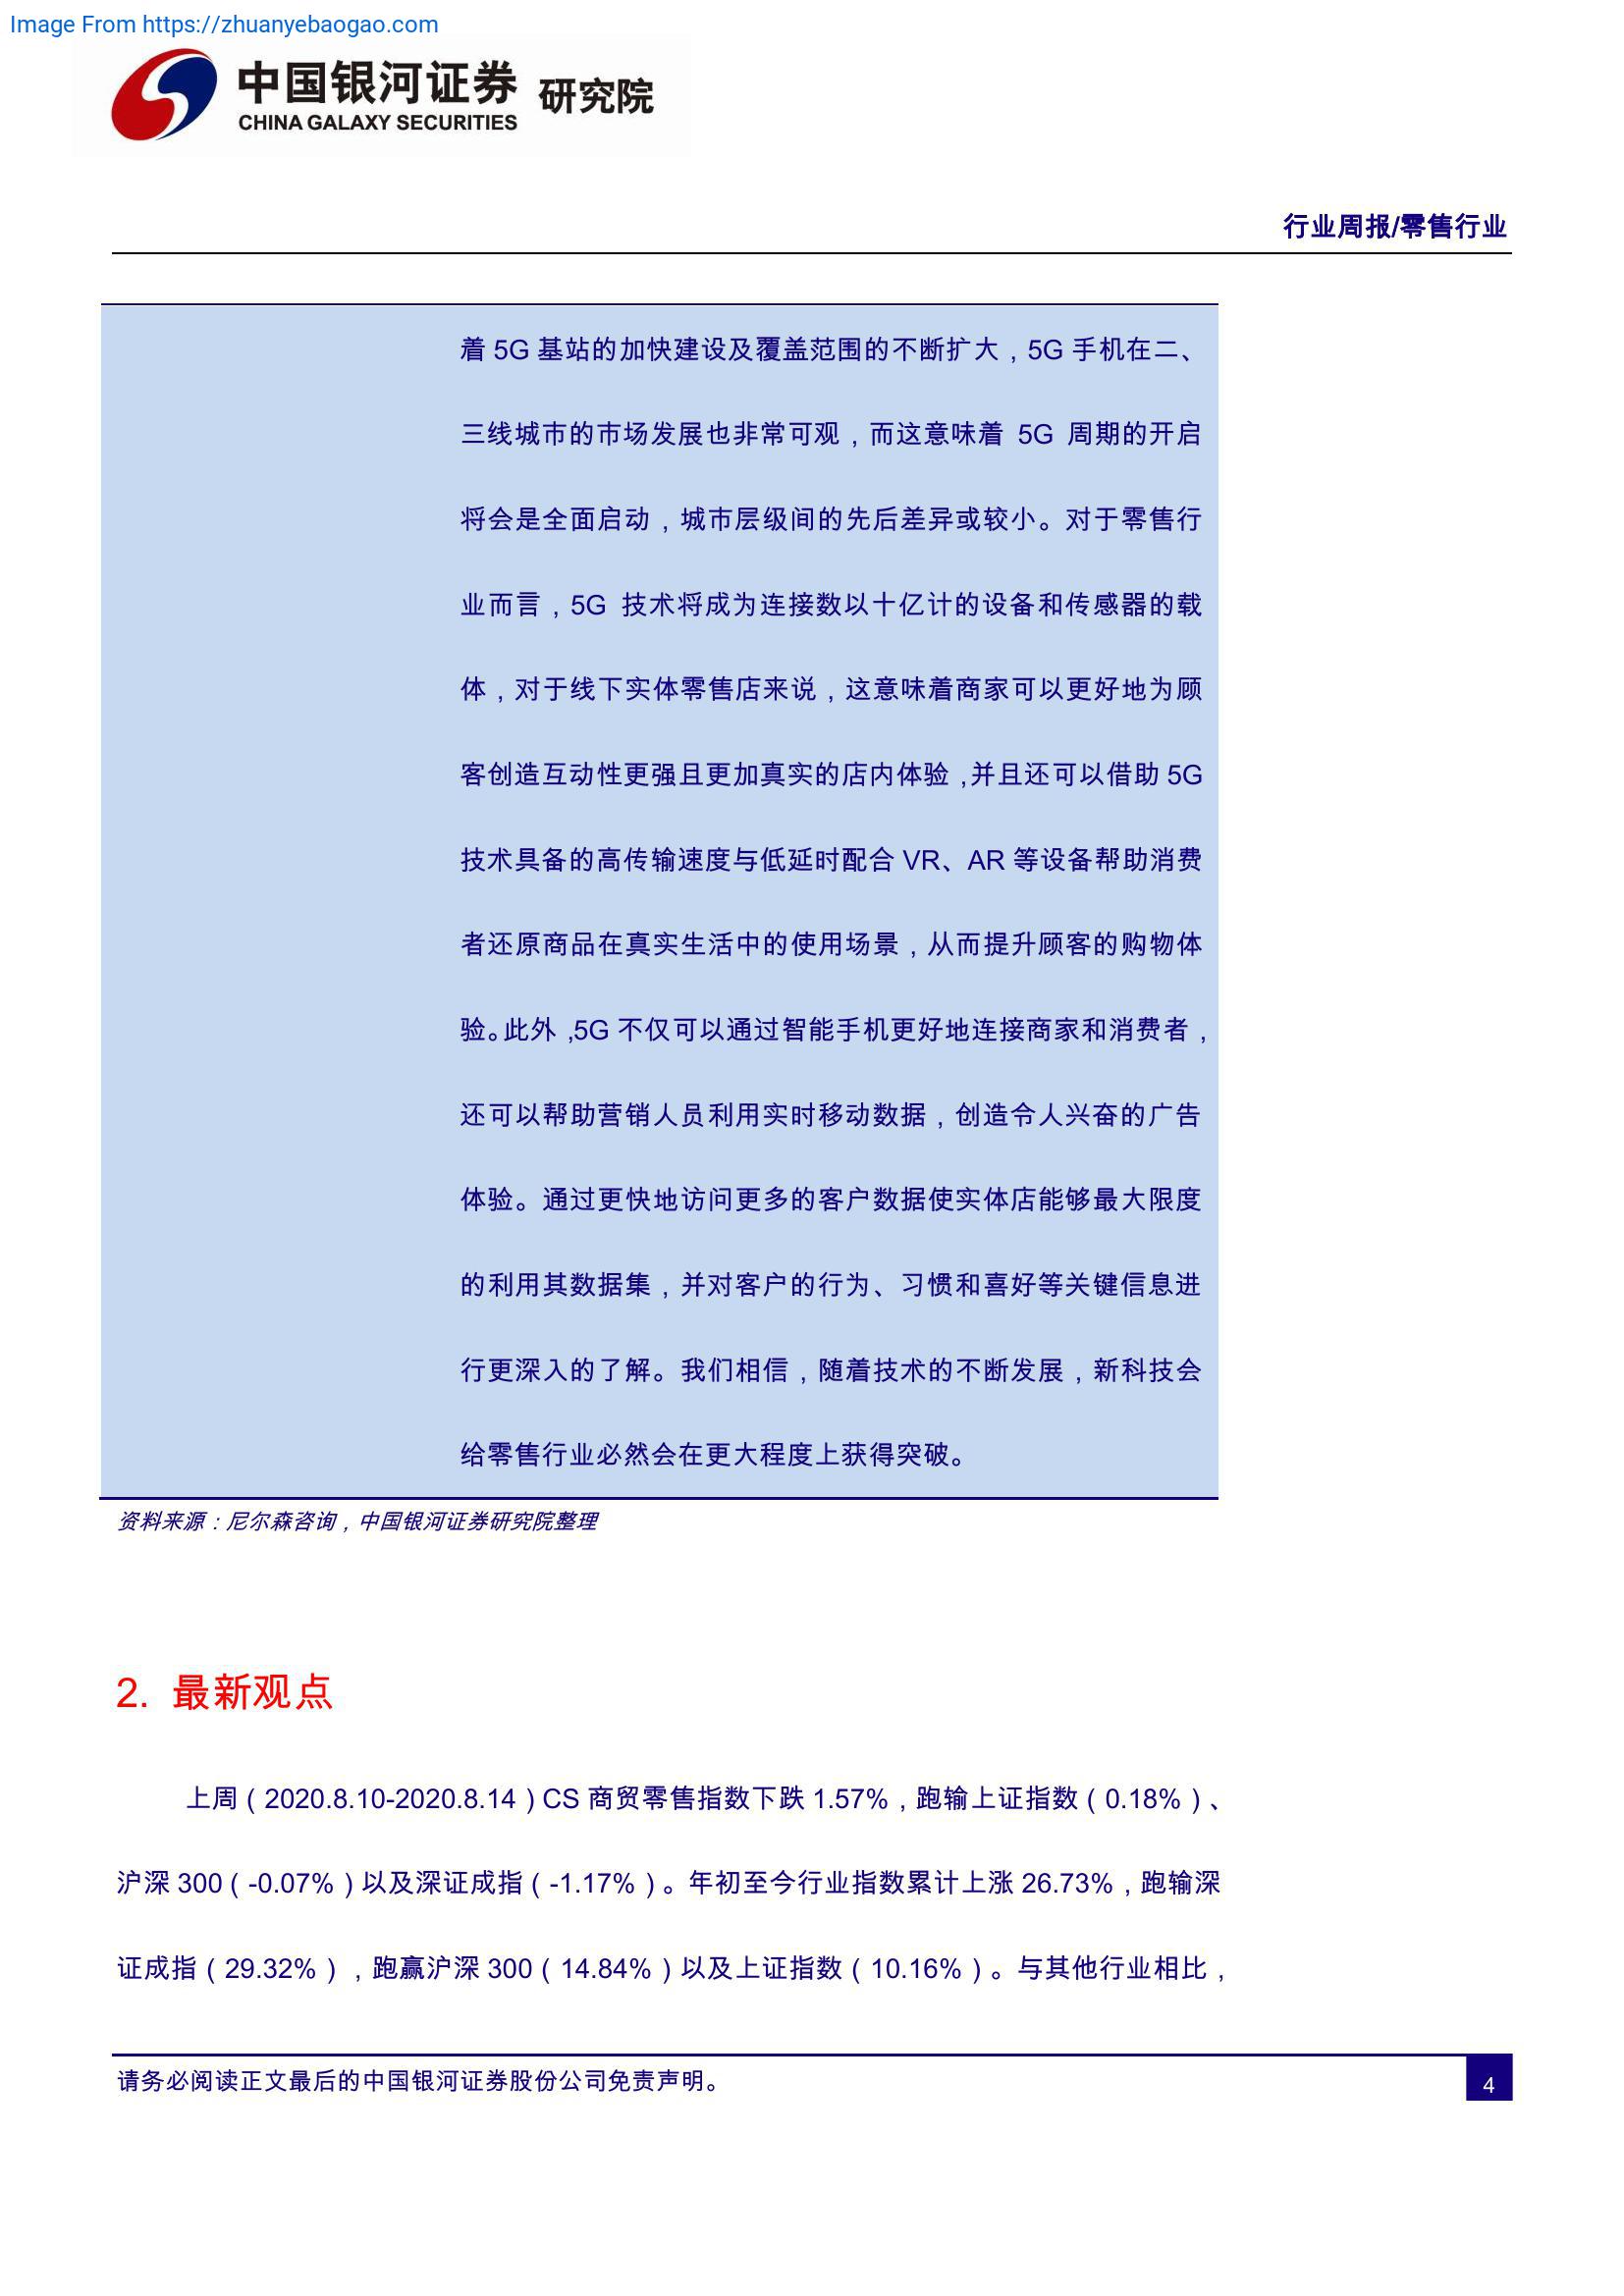 Image From https://zhuanyebaogao.com
中国银河证券 研究院
CHINA GALAXY SECURITIES
行业周报/零售行业
着 5G 基站的加快建设及覆盖范围的不断扩大，5G 手机在二、
三线城市的市场发展也非常可观，而这意味着 5G 周期的开启
将会是全面启动，城市层级间的先后差异或较小。对于零售行
业而言，5G 技术将成为连接数以十亿计的设备和传感器的载
体，对于线下实体零售店来说，这意味着商家可以更好地为顾
客创造互动性更强且更加真实的店内体验，并且还可以借助 5G
技术具备的高传输速度与低延时配合 VR、AR 等设备帮助消费
者还原商品在真实生活中的使用场景，从而提升顾客的购物体
验。此外，5G 不仅可以通过智能手机更好地连接商家和消费者，
还可以帮助营销人员利用实时移动数据，创造令人兴奋的广告
体验。通过更快地访问更多的客户数据使实体店能够最大限度
的利用其数据集，并对客户的行为、习惯和喜好等关键信息进
行更深入的了解。我们相信，随着技术的不断发展，新科技会
给零售行业必然会在更大程度上获得突破。
资料来源：尼尔森咨询，中国银河证券研究院整理
2. 最新观点
上周（2020.8.10-2020.8.14）CS 商贸零售指数下跌 1.57%，跑输上证指数（0.18%）、
沪深 300（-0.07%）以及深证成指（-1.17%）。年初至今行业指数累计上涨 26.73%，跑输深
证成指（29.32%），跑赢沪深 300（14.84%）以及上证指数（10.16%）。与其他行业相比，
请务必阅读正文最后的中国银河证券股份公司免责声明。
4